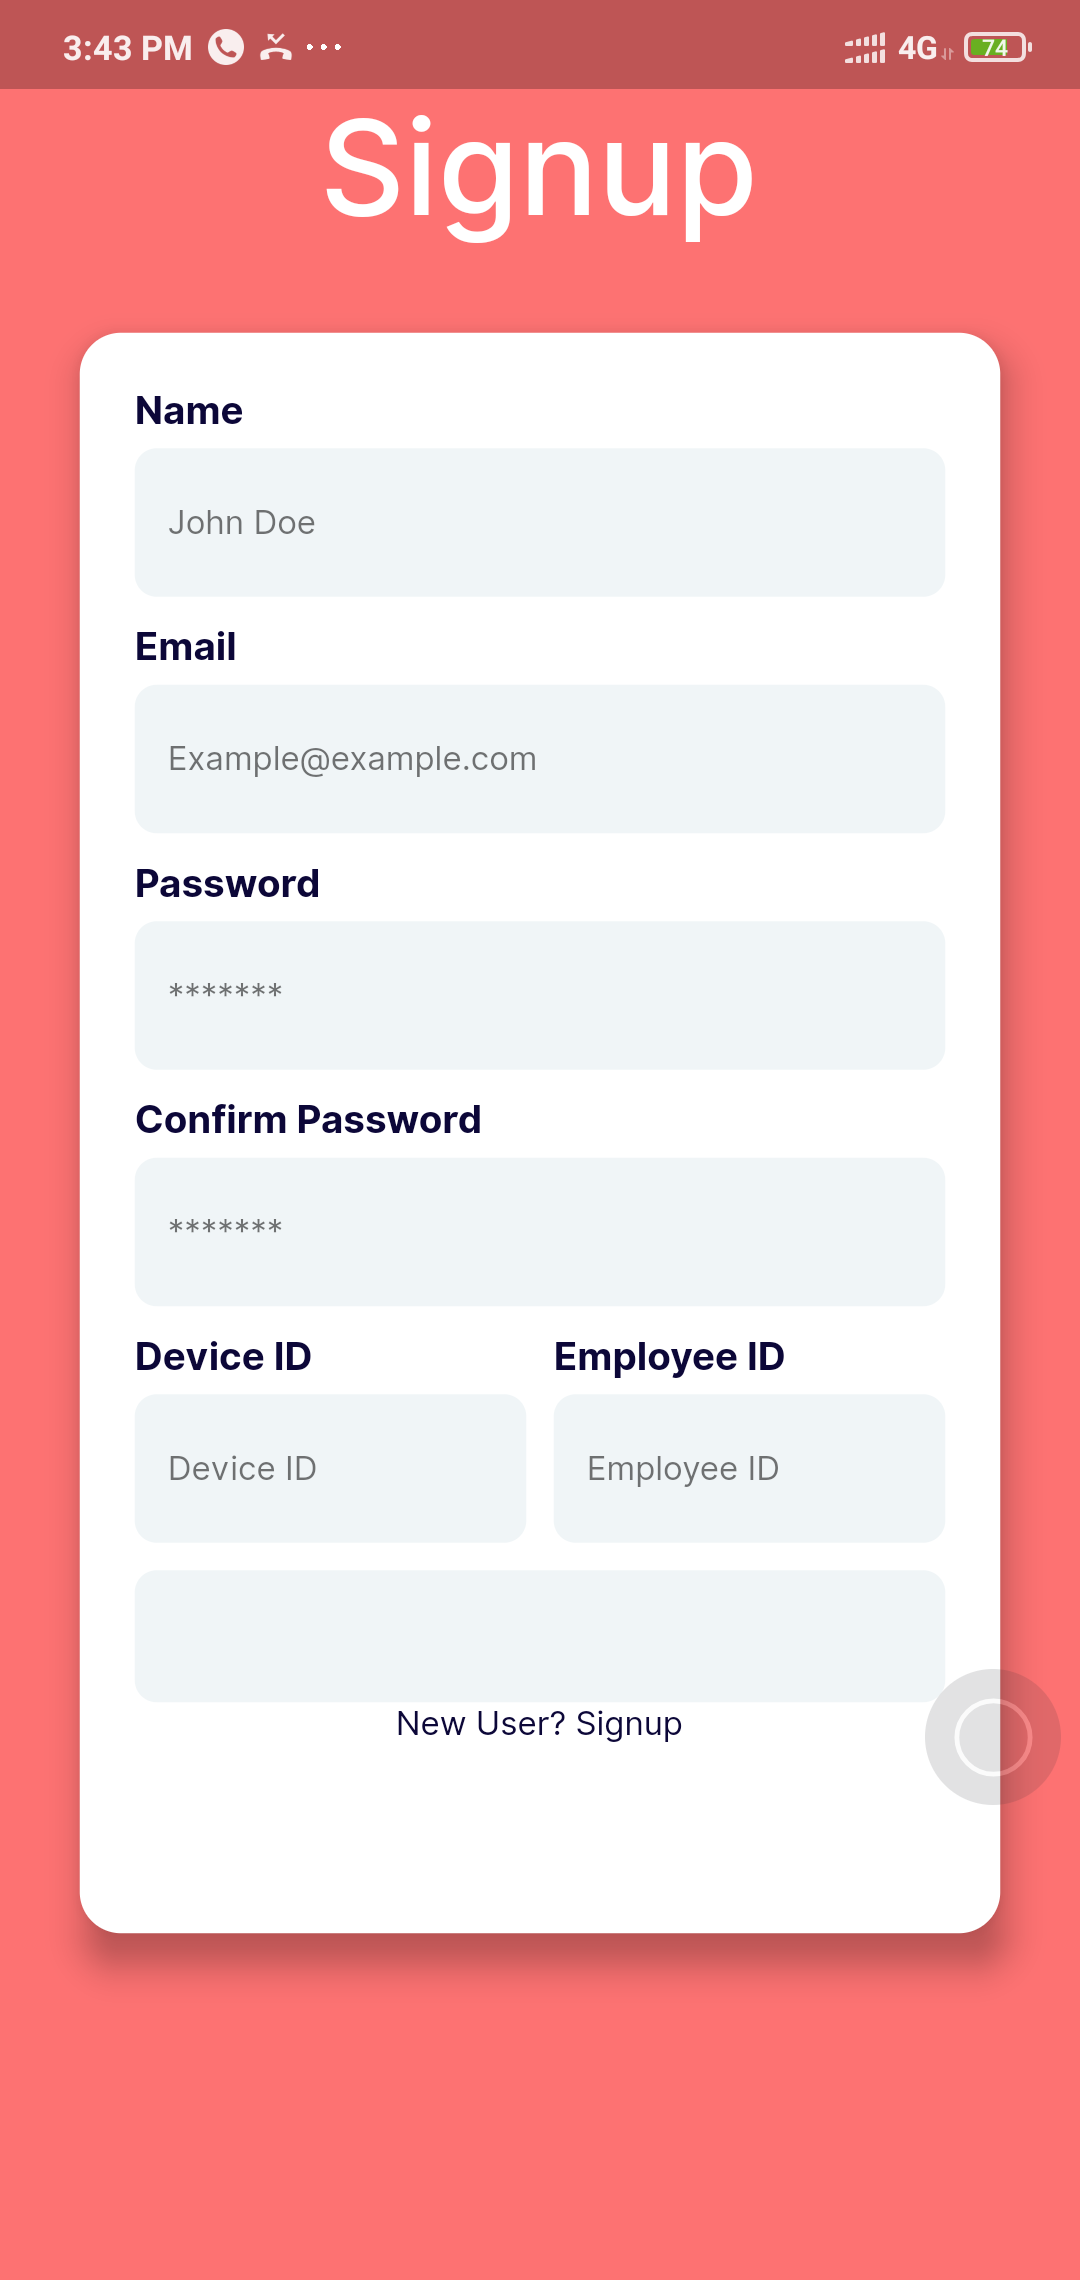 3:43 PM 4G 74
Signup
Name
John Doe
Email
Example@example.com
Password
*******
Confirm Password
*******
Device ID Employee ID
Device ID Employee ID
New User? Signup